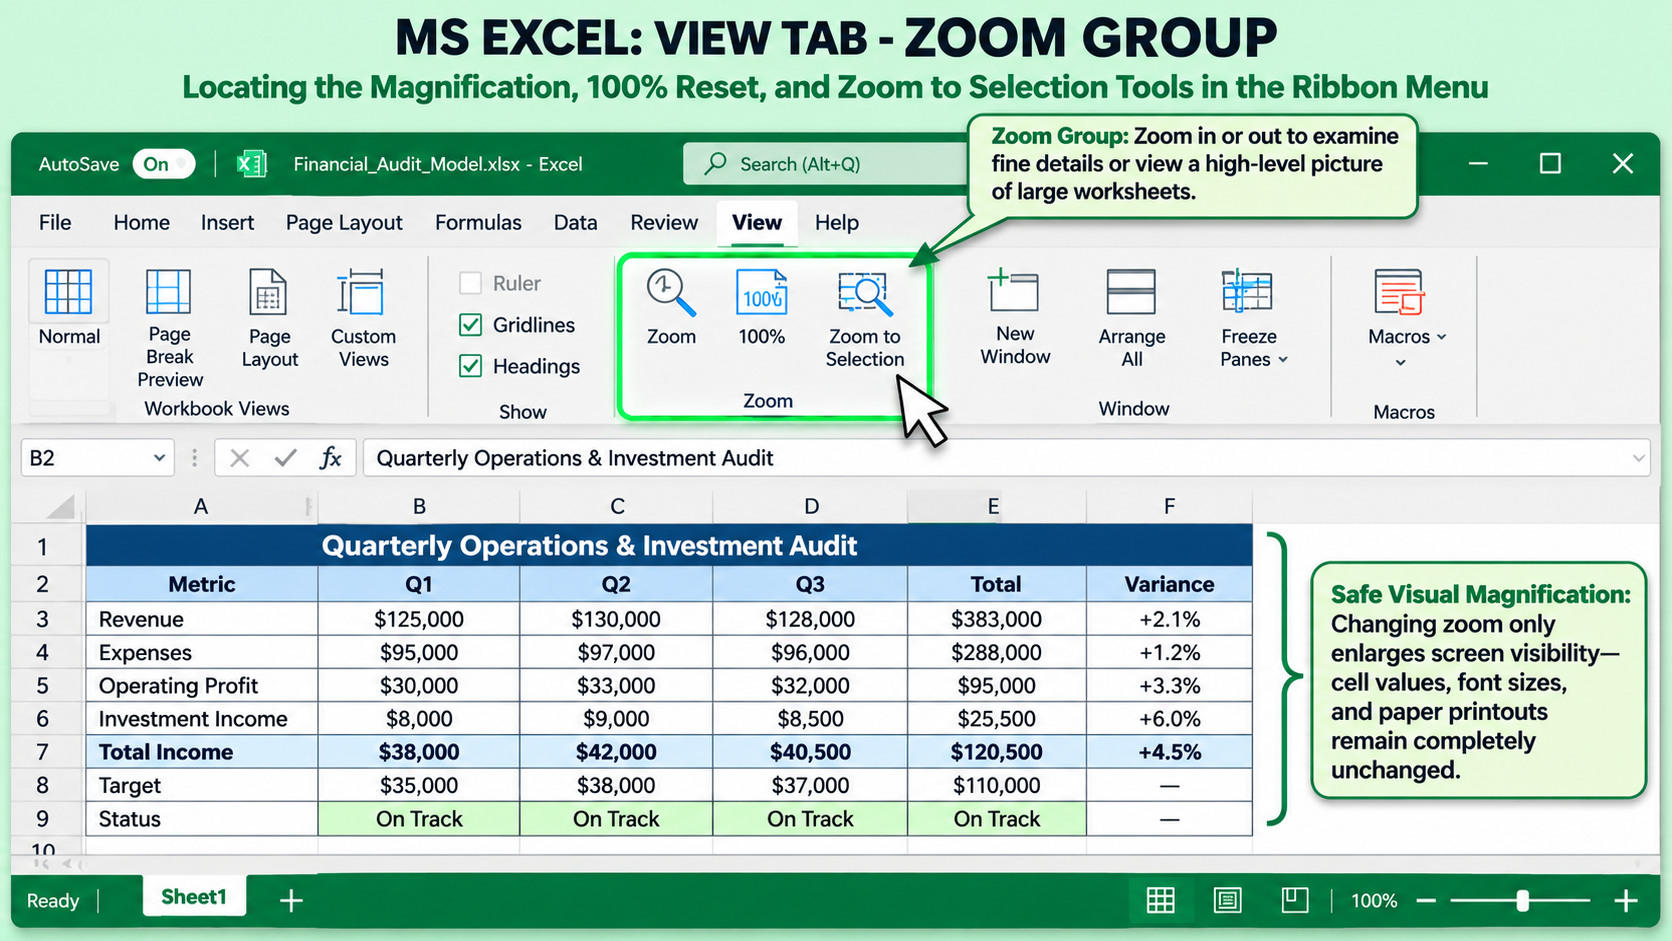 MS EXCEL: VIEW TAB - ZOOM GROUP
Locating the Magnification, 100% Reset, and Zoom to Selection Tools in the Ribbon Menu
AutoSave On Financial_Audit_Model.xlsx - Excel Search (Alt+Q)
Zoom Group: Zoom in or out to examine
fine details or view a high-level picture
of large worksheets.
File Home Insert Page Layout Formulas Data Review View Help
Normal
Page
Break
Preview
Page
Layout
Custom
Views
Workbook Views
Ruler
Gridlines
Headings
Show
Zoom
100%
Zoom to
Selection
Zoom
New
Window
Arrange
All
Freeze
Panes
Window
Macros
Macros
B2 fx Quarterly Operations & Investment Audit
A B C D E F
1 Quarterly Operations & Investment Audit
2 Metric Q1 Q2 Q3 Total Variance
3 Revenue $125,000 $130,000 $128,000 $383,000 +2.1%
4 Expenses $95,000 $97,000 $96,000 $288,000 +1.2%
5 Operating Profit $30,000 $33,000 $32,000 $95,000 +3.3%
6 Investment Income $8,000 $9,000 $8,500 $25,500 +6.0%
7 Total Income $38,000 $42,000 $40,500 $120,500 +4.5%
8 Target $35,000 $38,000 $37,000 $110,000 —
9 Status On Track On Track On Track On Track —
10
Safe Visual Magnification:
Changing zoom only
enlarges screen visibility—
cell values, font sizes,
and paper printouts
remain completely
unchanged.
Ready Sheet1 100%